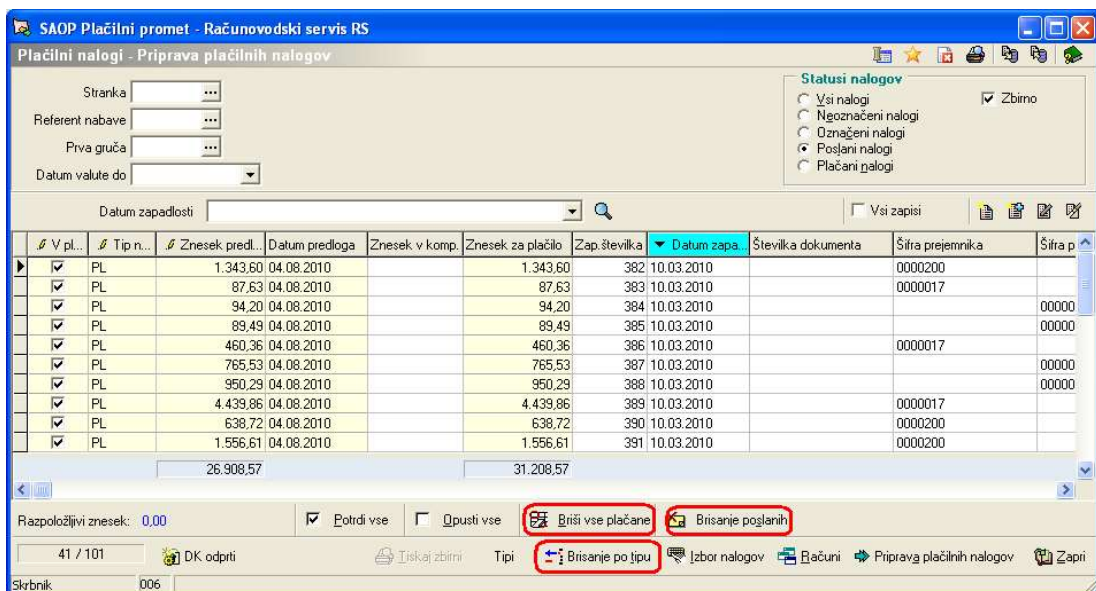 SAOP Plačilni promet - Računovodski servis RS
Plačilni nalogi - Priprava plačilnih nalogov
Stranka
Referent nabave
Prva gruča
Datum valute do
Statusi nalogov
Vsi nalogi
Neoznačeni nalogi
Označeni nalogi
Poslani nalogi
Plačani nalogi
Zbirno
Datum zapadlosti
Vsi zapisi
V pl... Tip n... Znesek predl... Datum predloga Znesek v komp. Znesek za plačilo Zap.številka Datum zapa... Številka dokumenta Šifra prejemnika Šifra p
PL 1.343,60 04.08.2010 1.343,60 382 10.03.2010 0000200
PL 87,63 04.08.2010 87,63 383 10.03.2010 0000017
PL 94,20 04.08.2010 94,20 384 10.03.2010 00000
PL 89,49 04.08.2010 89,49 385 10.03.2010 00000
PL 460,36 04.08.2010 460,36 386 10.03.2010 0000017
PL 765,53 04.08.2010 765,53 387 10.03.2010 00000
PL 950,29 04.08.2010 950,29 388 10.03.2010 00000
PL 4.439,86 04.08.2010 4.439,86 389 10.03.2010 0000017
PL 638,72 04.08.2010 638,72 390 10.03.2010 0000200
PL 1.556,61 04.08.2010 1.556,61 391 10.03.2010 0000200
26.908,57 31.208,57
Razpoložljivi znesek: 0,00 Potrdi vse Opusti vse Briši vse plačane Brisanje poslanih
41 / 101 DK odprti Tiskaj zbirni Tipi Brisanje po tipu Izbor nalogov Računi Priprava plačilnih nalogov Zapri
Skrbnik 006